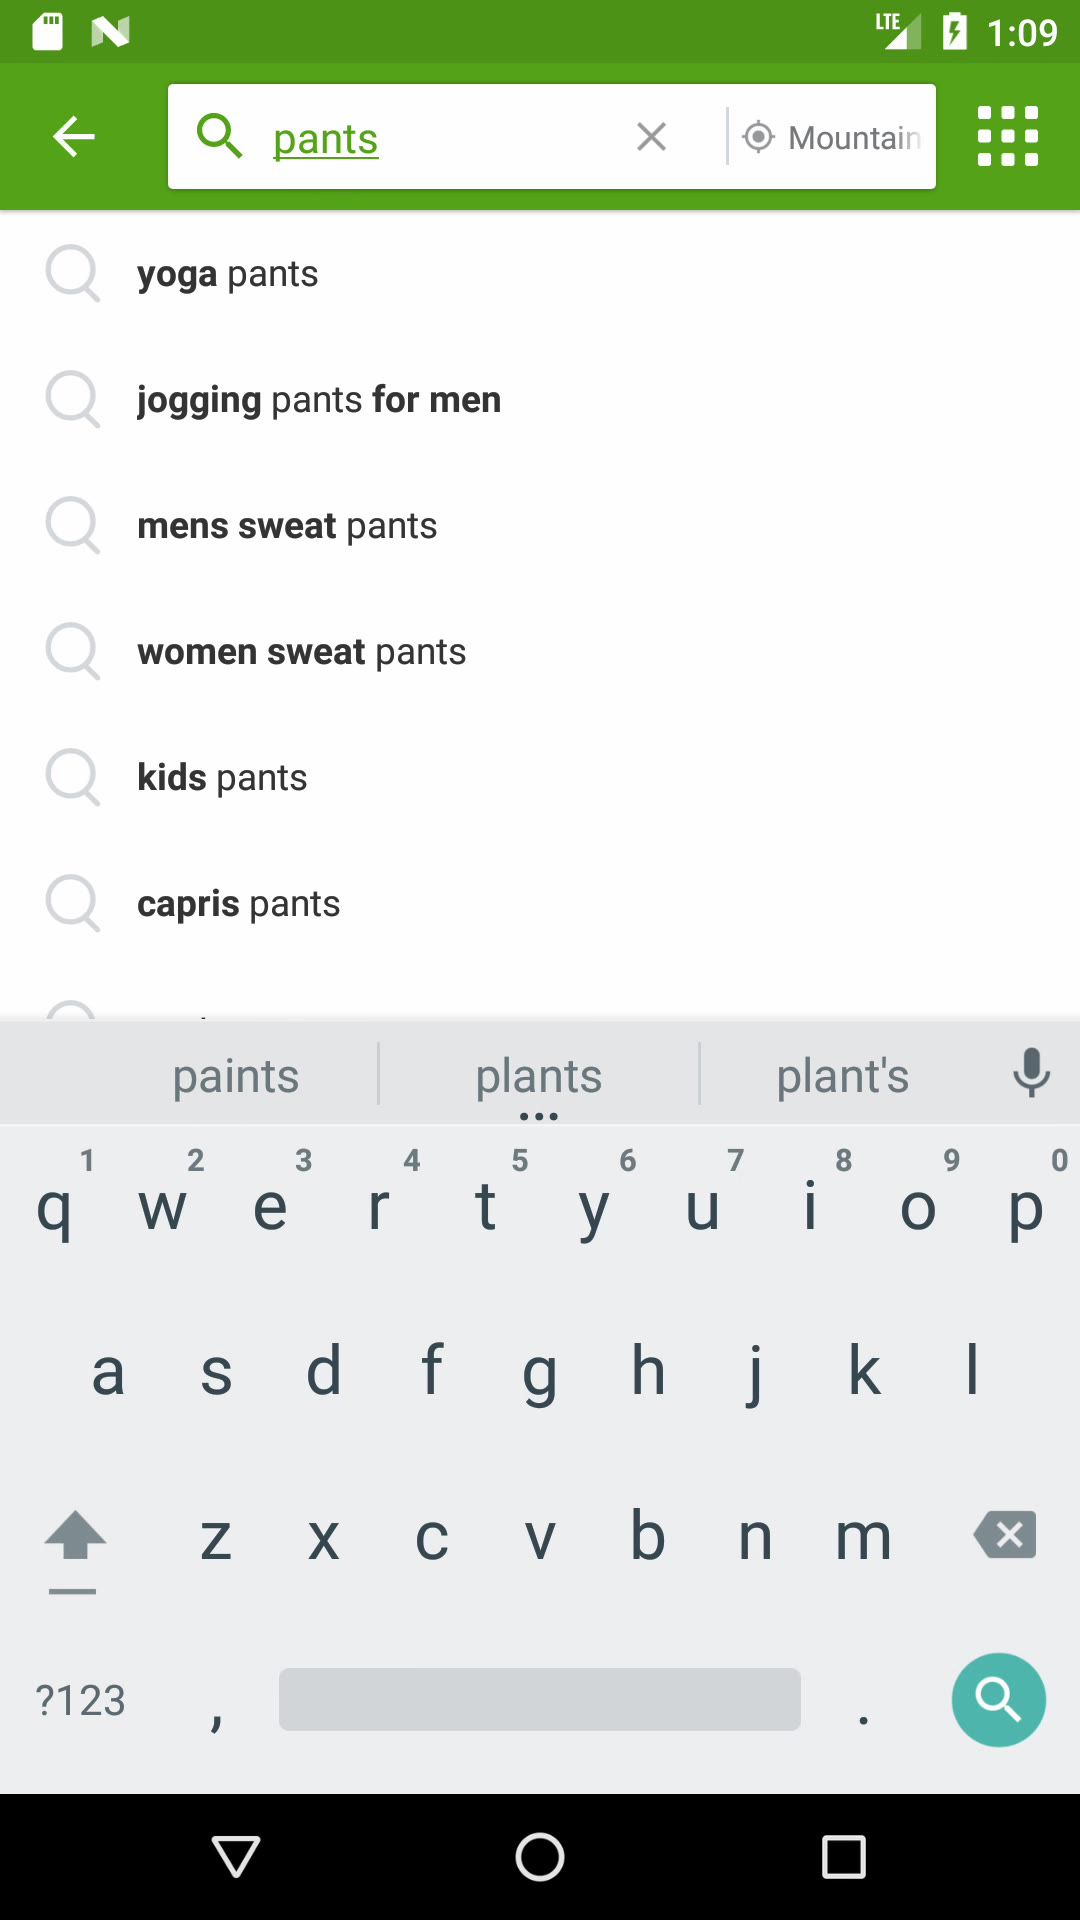 LTE 1:09
pants Mountain
yoga pants
jogging pants for men
mens sweat pants
women sweat pants
kids pants
capris pants
paints plants plant's
1 2 3 4 5 6 7 8 9 0
q w e r t y u i o p
a s d f g h j k l
z x c v b n m
?123 , .